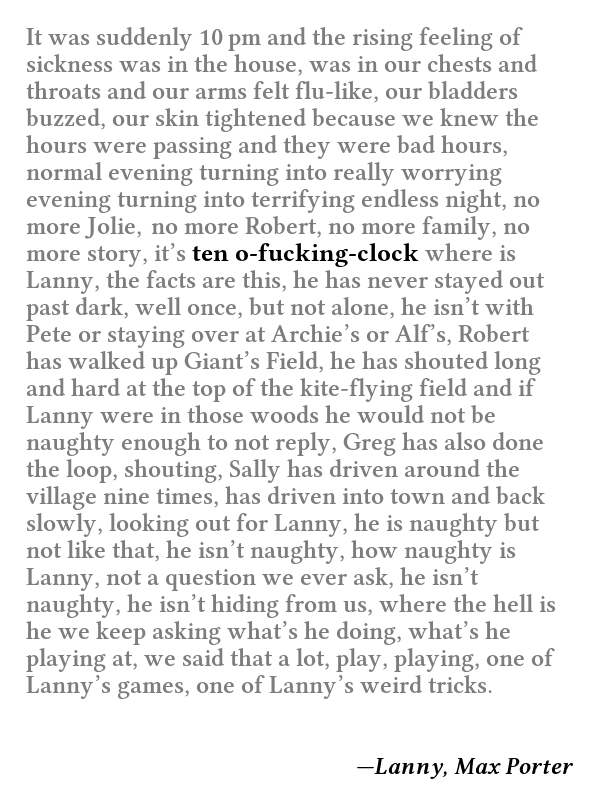 It was suddenly 10 pm and the rising feeling of
sickness was in the house, was in our chests and
throats and our arms felt flu-like, our bladders
buzzed, our skin tightened because we knew the
hours were passing and they were bad hours,
normal evening turning into really worrying
evening turning into terrifying endless night, no
more Jolie, no more Robert, no more family, no
more story, it’s ten o-fucking-clock where is
Lanny, the facts are this, he has never stayed out
past dark, well once, but not alone, he isn’t with
Pete or staying over at Archie’s or Alf’s, Robert
has walked up Giant’s Field, he has shouted long
and hard at the top of the kite-flying field and if
Lanny were in those woods he would not be
naughty enough to not reply, Greg has also done
the loop, shouting, Sally has driven around the
village nine times, has driven into town and back
slowly, looking out for Lanny, he is naughty but
not like that, he isn’t naughty, how naughty is
Lanny, not a question we ever ask, he isn’t
naughty, he isn’t hiding from us, where the hell is
he we keep asking what’s he doing, what’s he
playing at, we said that a lot, play, playing, one of
Lanny’s games, one of Lanny’s weird tricks.
—Lanny, Max Porter